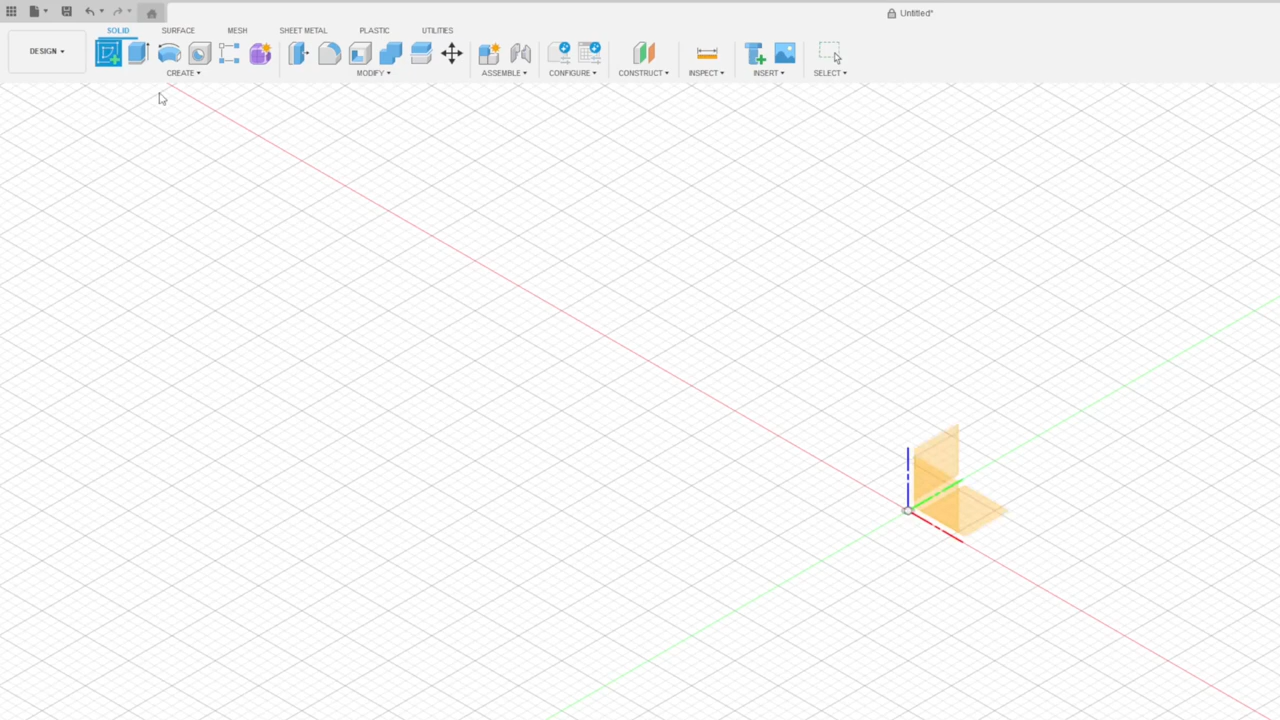 Untitled*
SOLID SURFACE MESH SHEET METAL PLASTIC UTILITIES
DESIGN
CREATE MODIFY ASSEMBLE CONFIGURE CONSTRUCT INSPECT INSERT SELECT